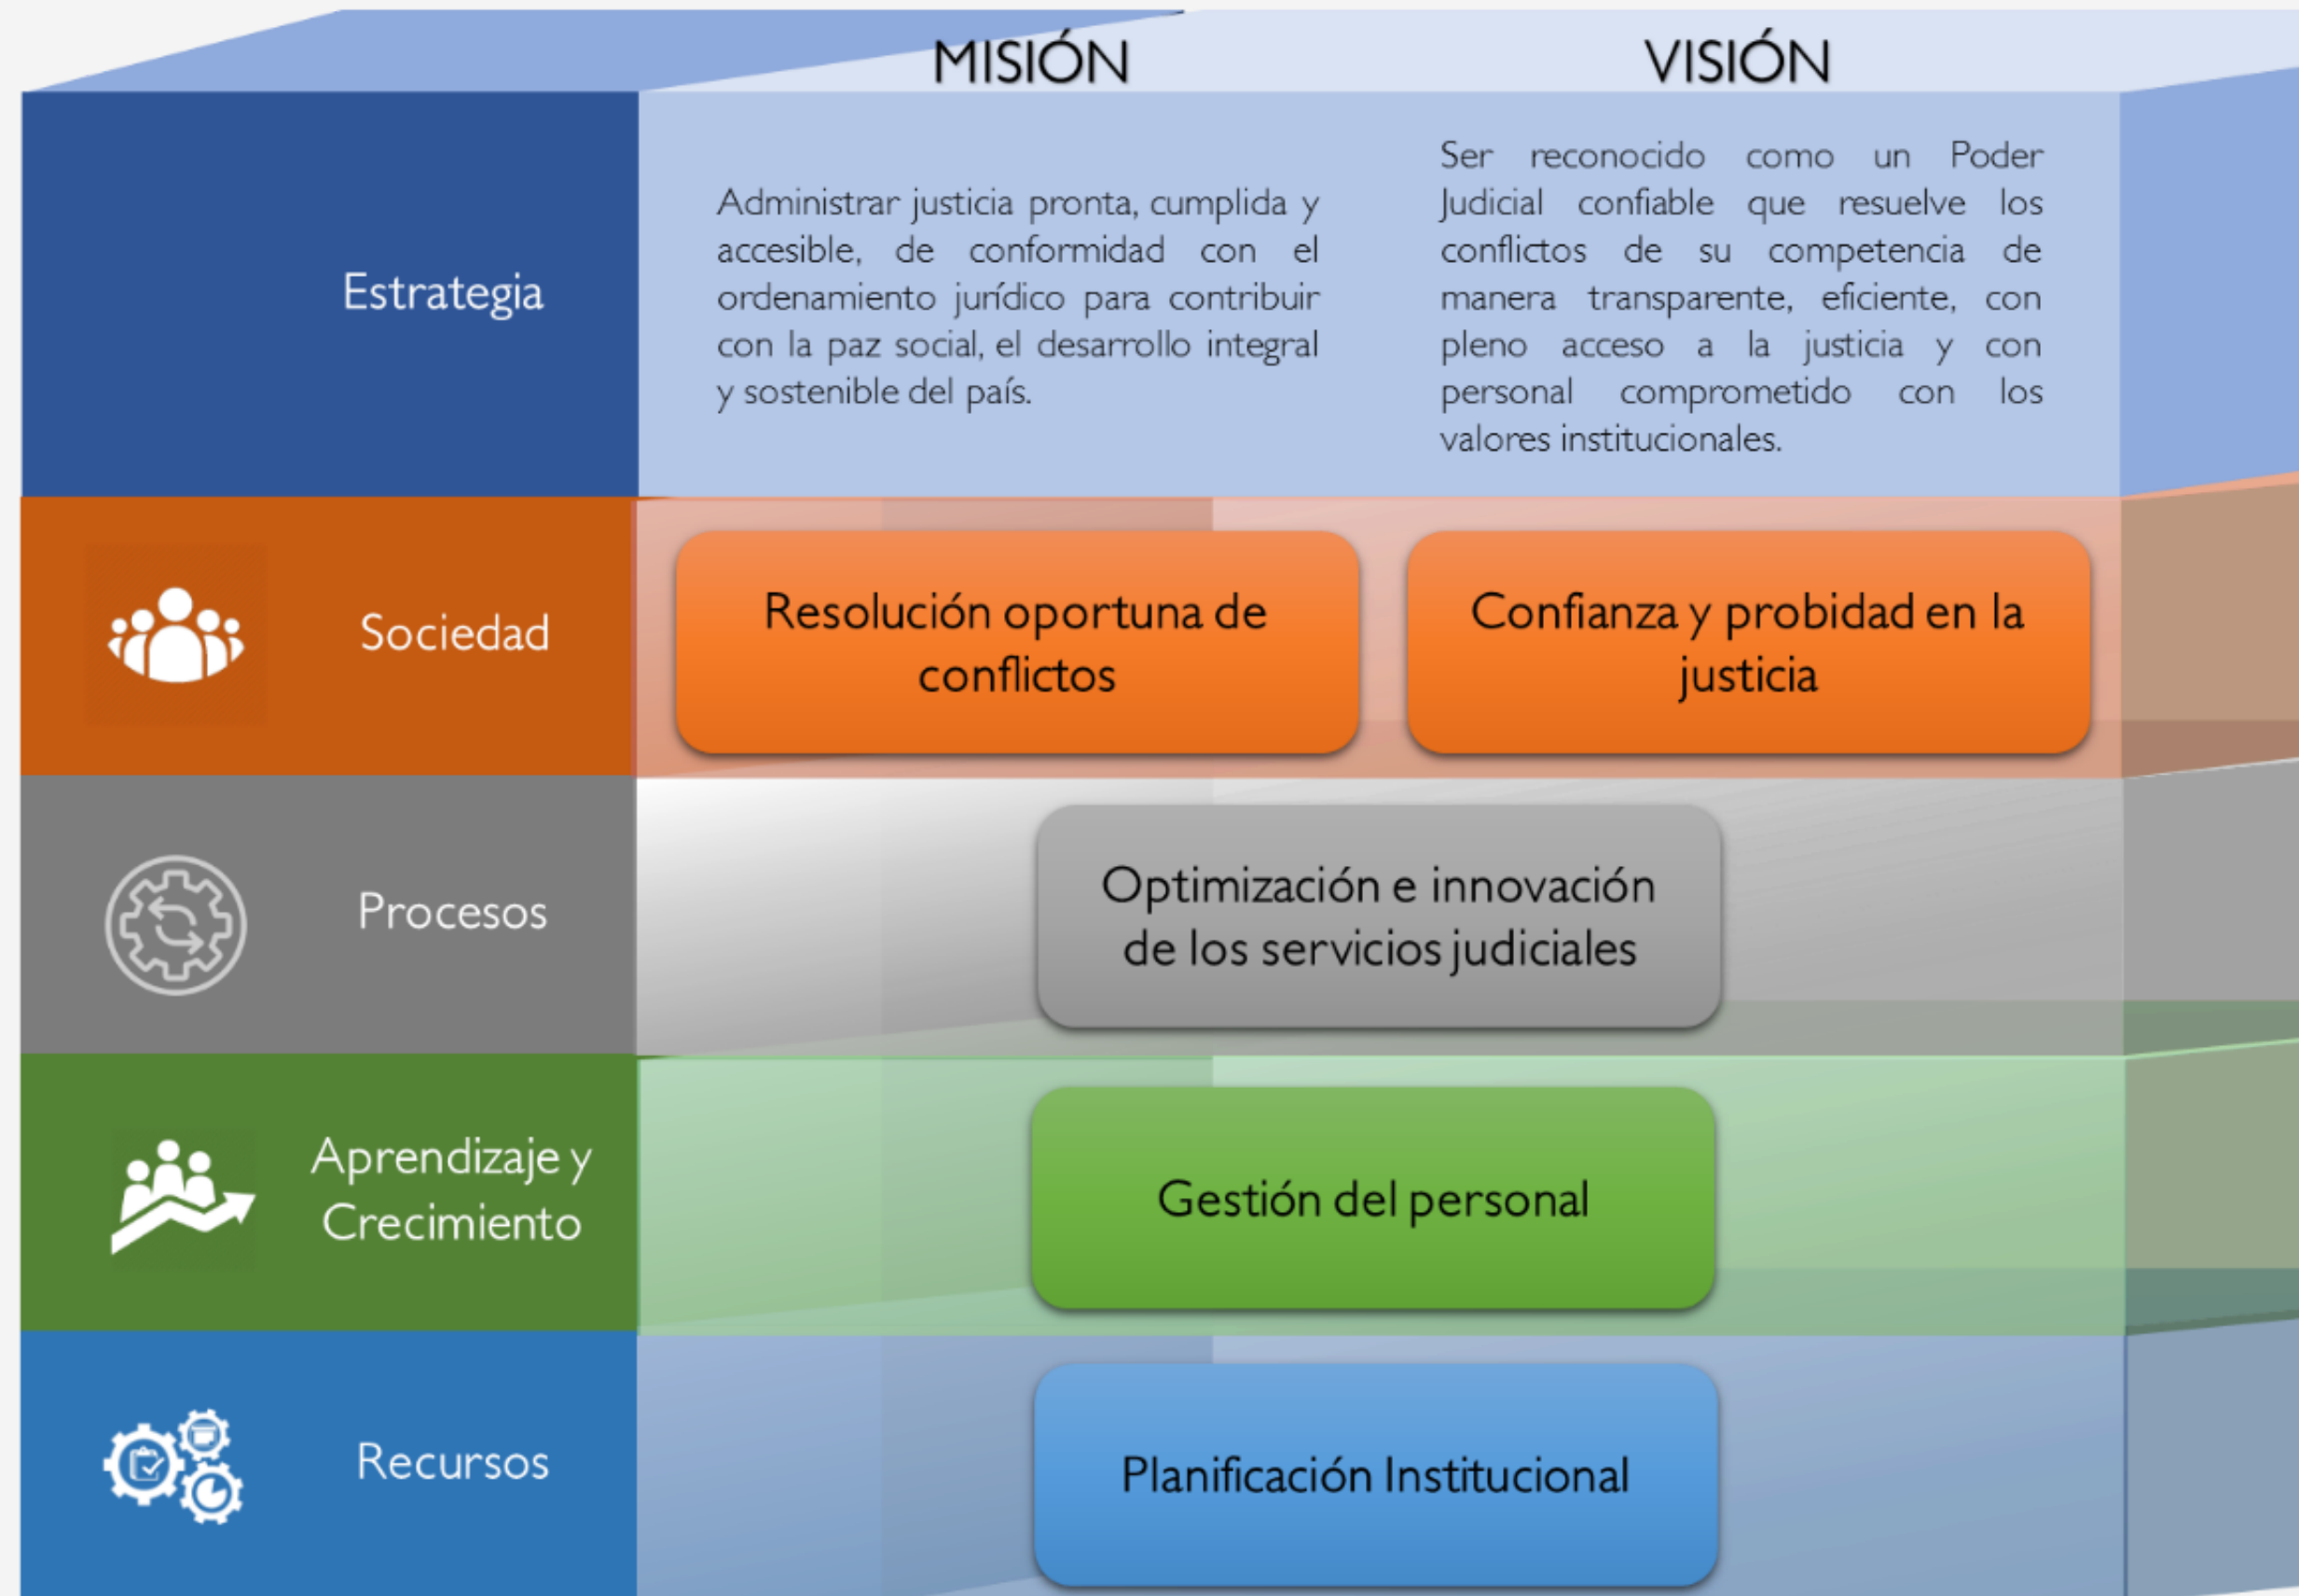 MISIÓN
VISIÓN
Estrategia
Administrar justicia pronta, cumplida y
accesible, de conformidad con el
ordenamiento jurídico para contribuir
con la paz social, el desarrollo integral
y sostenible del país.
Ser reconocido como un Poder
Judicial confiable que resuelve los
conflictos de su competencia de
manera transparente, eficiente, con
pleno acceso a la justicia y con
personal comprometido con los
valores institucionales.
Sociedad
Resolución oportuna de
conflictos
Confianza y probidad en la
justicia
Procesos
Optimización e innovación
de los servicios judiciales
Aprendizaje y
Crecimiento
Gestión del personal
Recursos
Planificación Institucional